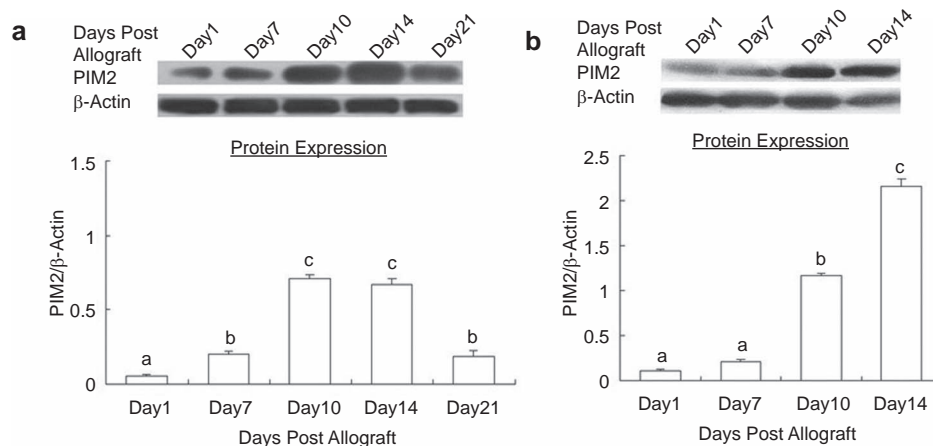 a
Days Post
Allograft
Day1 Day7 Day10 Day14 Day21
PIM2
β-Actin
Protein Expression
1.5
1
0.5
0
PIM2/β-Actin
a
b
c
c
b
Day1 Day7 Day10 Day14 Day21
Days Post Allograft
b
Days Post
Allograft
Day1 Day7 Day10 Day14
PIM2
β-Actin
Protein Expression
2.5
2
1.5
1
0.5
0
PIM2/β-Actin
a
a
b
c
Day1 Day7 Day10 Day14
Days Post Allograft